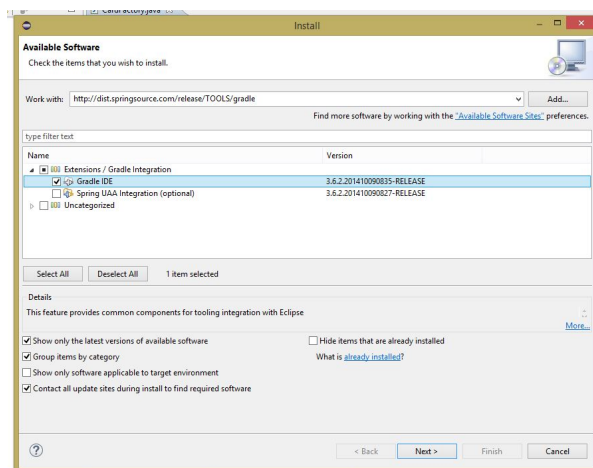 CardFactory.java
Install
Available Software
Check the items that you wish to install.
Work with: http://dist.springsource.com/release/TOOLS/gradle Add...
Find more software by working with the "Available Software Sites" preferences.
type filter text
Name Version
Extensions / Gradle Integration
Gradle IDE 3.6.2.201410090835-RELEASE
Spring UAA Integration (optional) 3.6.2.201410090827-RELEASE
Uncategorized
Select All Deselect All 1 item selected
Details
This feature provides common components for tooling integration with Eclipse
More...
Show only the latest versions of available software Hide items that are already installed
Group items by category What is already installed?
Show only software applicable to target environment
Contact all update sites during install to find required software
? < Back Next > Finish Cancel